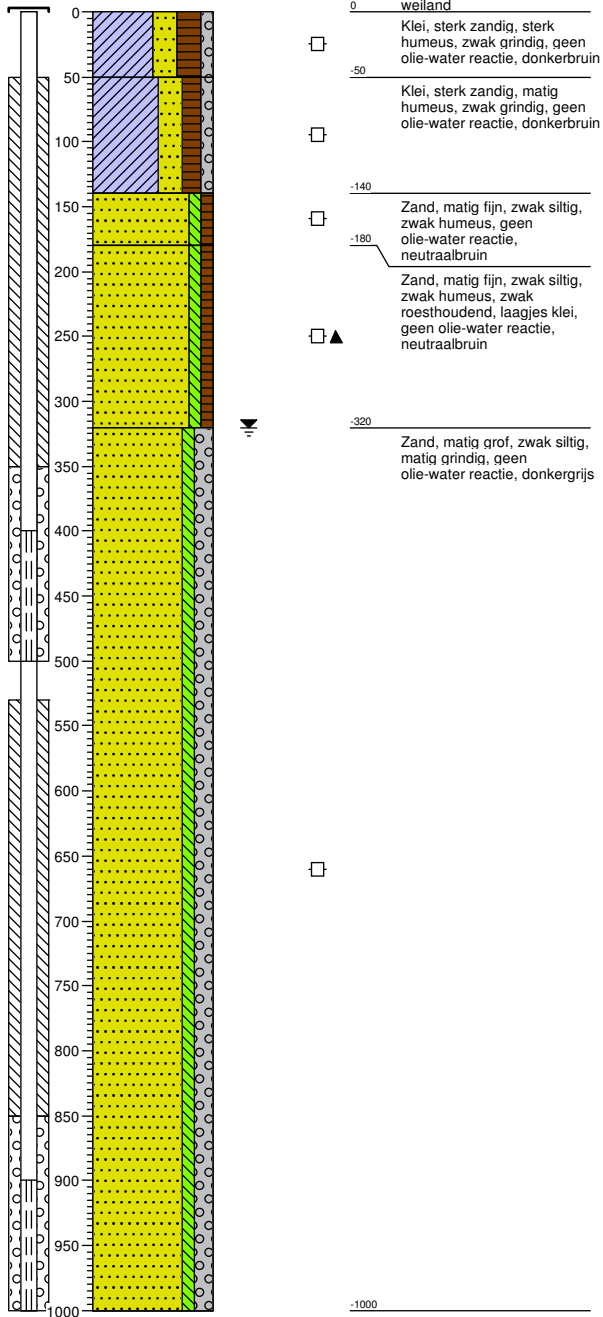 0
50
100
150
200
250
300
350
400
450
500
550
600
650
700
750
800
850
900
950
1000
0 weiland
Klei, sterk zandig, sterk
humeus, zwak grindig, geen
olie-water reactie, donkerbruin
-50
Klei, sterk zandig, matig
humeus, zwak grindig, geen
olie-water reactie, donkerbruin
-140
Zand, matig fijn, zwak siltig,
zwak humeus, geen
olie-water reactie,
neutraalbruin
-180
Zand, matig fijn, zwak siltig,
zwak humeus, zwak
roesthoudend, laagjes klei,
geen olie-water reactie,
neutraalbruin
-320
Zand, matig grof, zwak siltig,
matig grindig, geen
olie-water reactie, donkergrijs
-1000